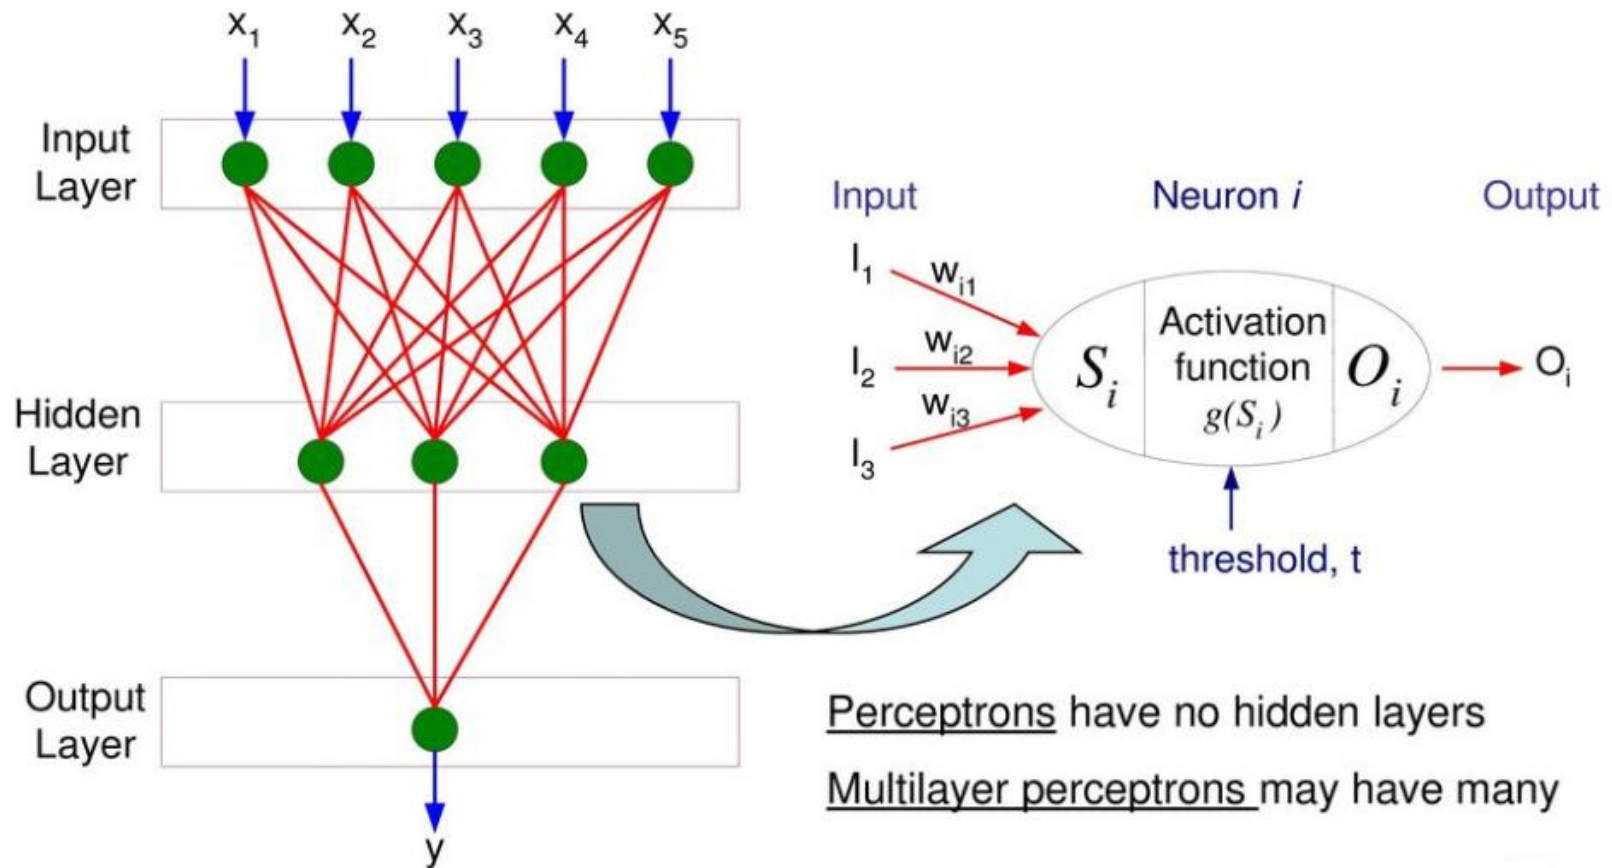 x₁ x₂ x₃ x₄ x₅
Input
Layer
Hidden
Layer
Output
Layer
y
Input Neuron i Output
I₁ wᵢ₁
I₂ wᵢ₂
I₃ wᵢ₃
Sᵢ
Activation
function
g(Sᵢ)
Oᵢ
Oᵢ
threshold, t
Perceptrons have no hidden layers
Multilayer perceptrons may have many